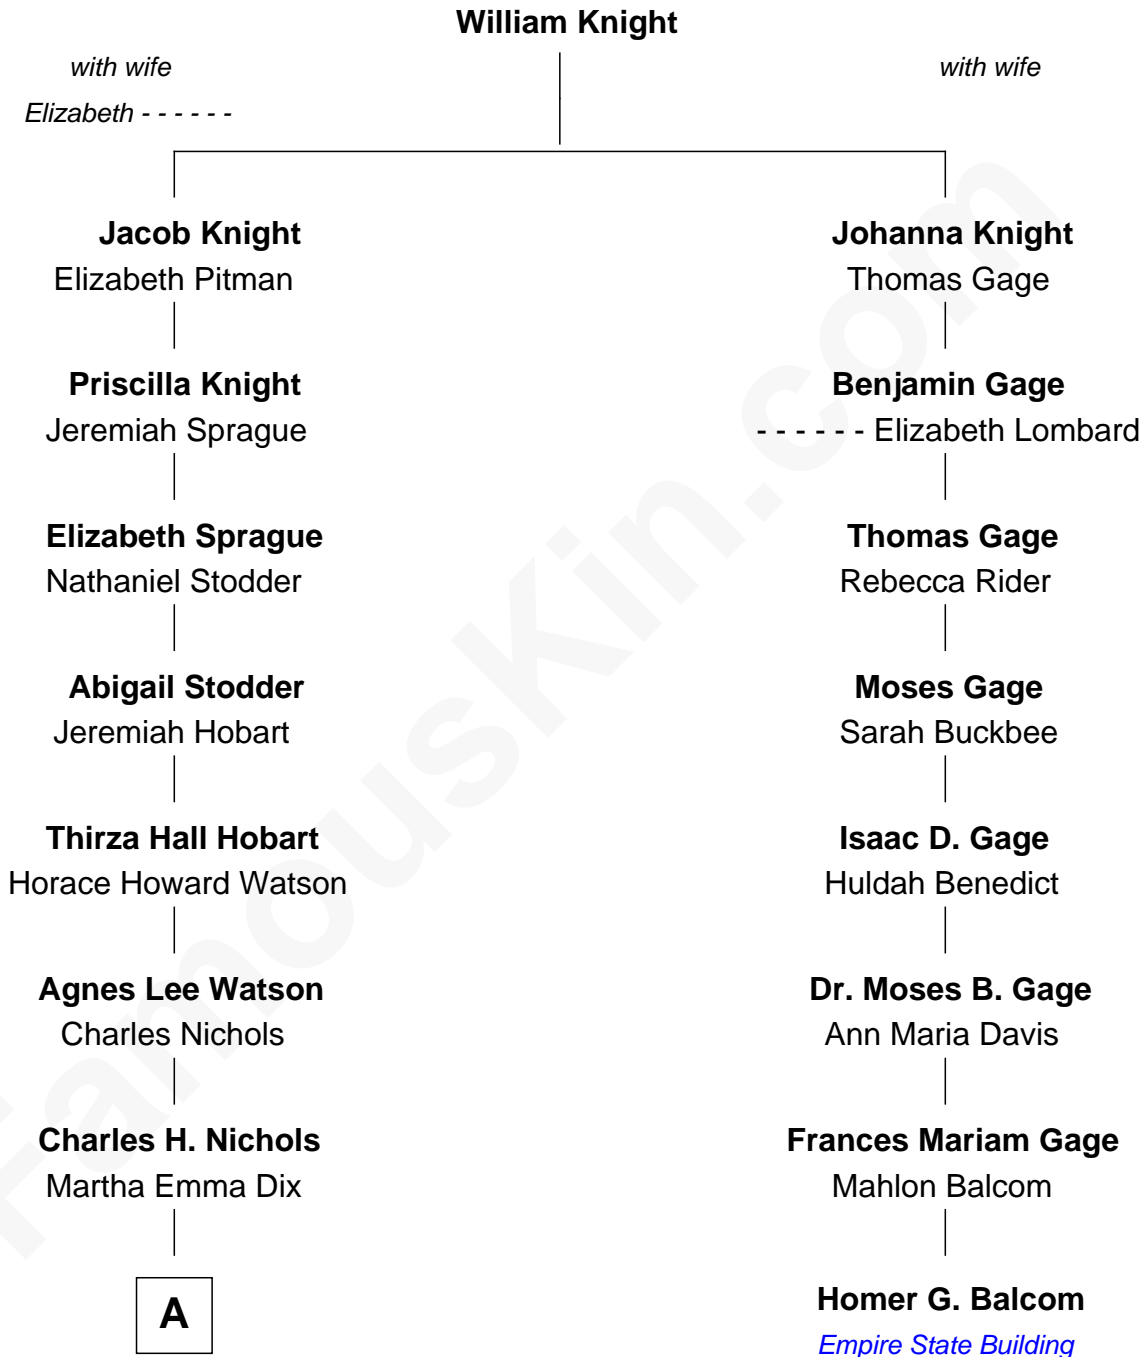 William Knight
with wife
with wife
Elizabeth - - - - - -
Jacob Knight
Johanna Knight
Elizabeth Pitman
Thomas Gage
Priscilla Knight
Benjamin Gage
Jeremiah Sprague
- - - - - - Elizabeth Lombard
Elizabeth Sprague
Thomas Gage
Nathaniel Stodder
Rebecca Rider
Abigail Stodder
Moses Gage
Jeremiah Hobart
Sarah Buckbee
Thirza Hall Hobart
Isaac D. Gage
Horace Howard Watson
Huldah Benedict
Agnes Lee Watson
Dr. Moses B. Gage
Charles Nichols
Ann Maria Davis
Charles H. Nichols
Frances Mariam Gage
Martha Emma Dix
Mahlon Balcom
A
Homer G. Balcom
Empire State Building
FamousKin.com